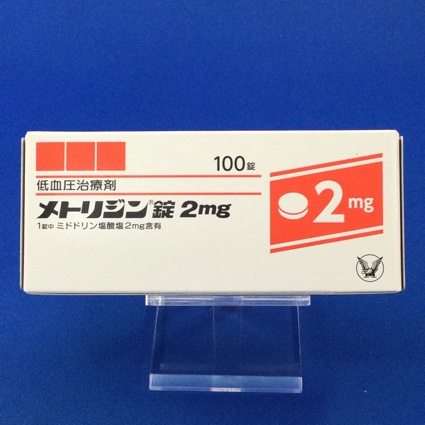 100錠
低血圧治療剤
メトリジン®錠 2mg
1錠中 ミドドリン塩酸塩2mg含有
2mg